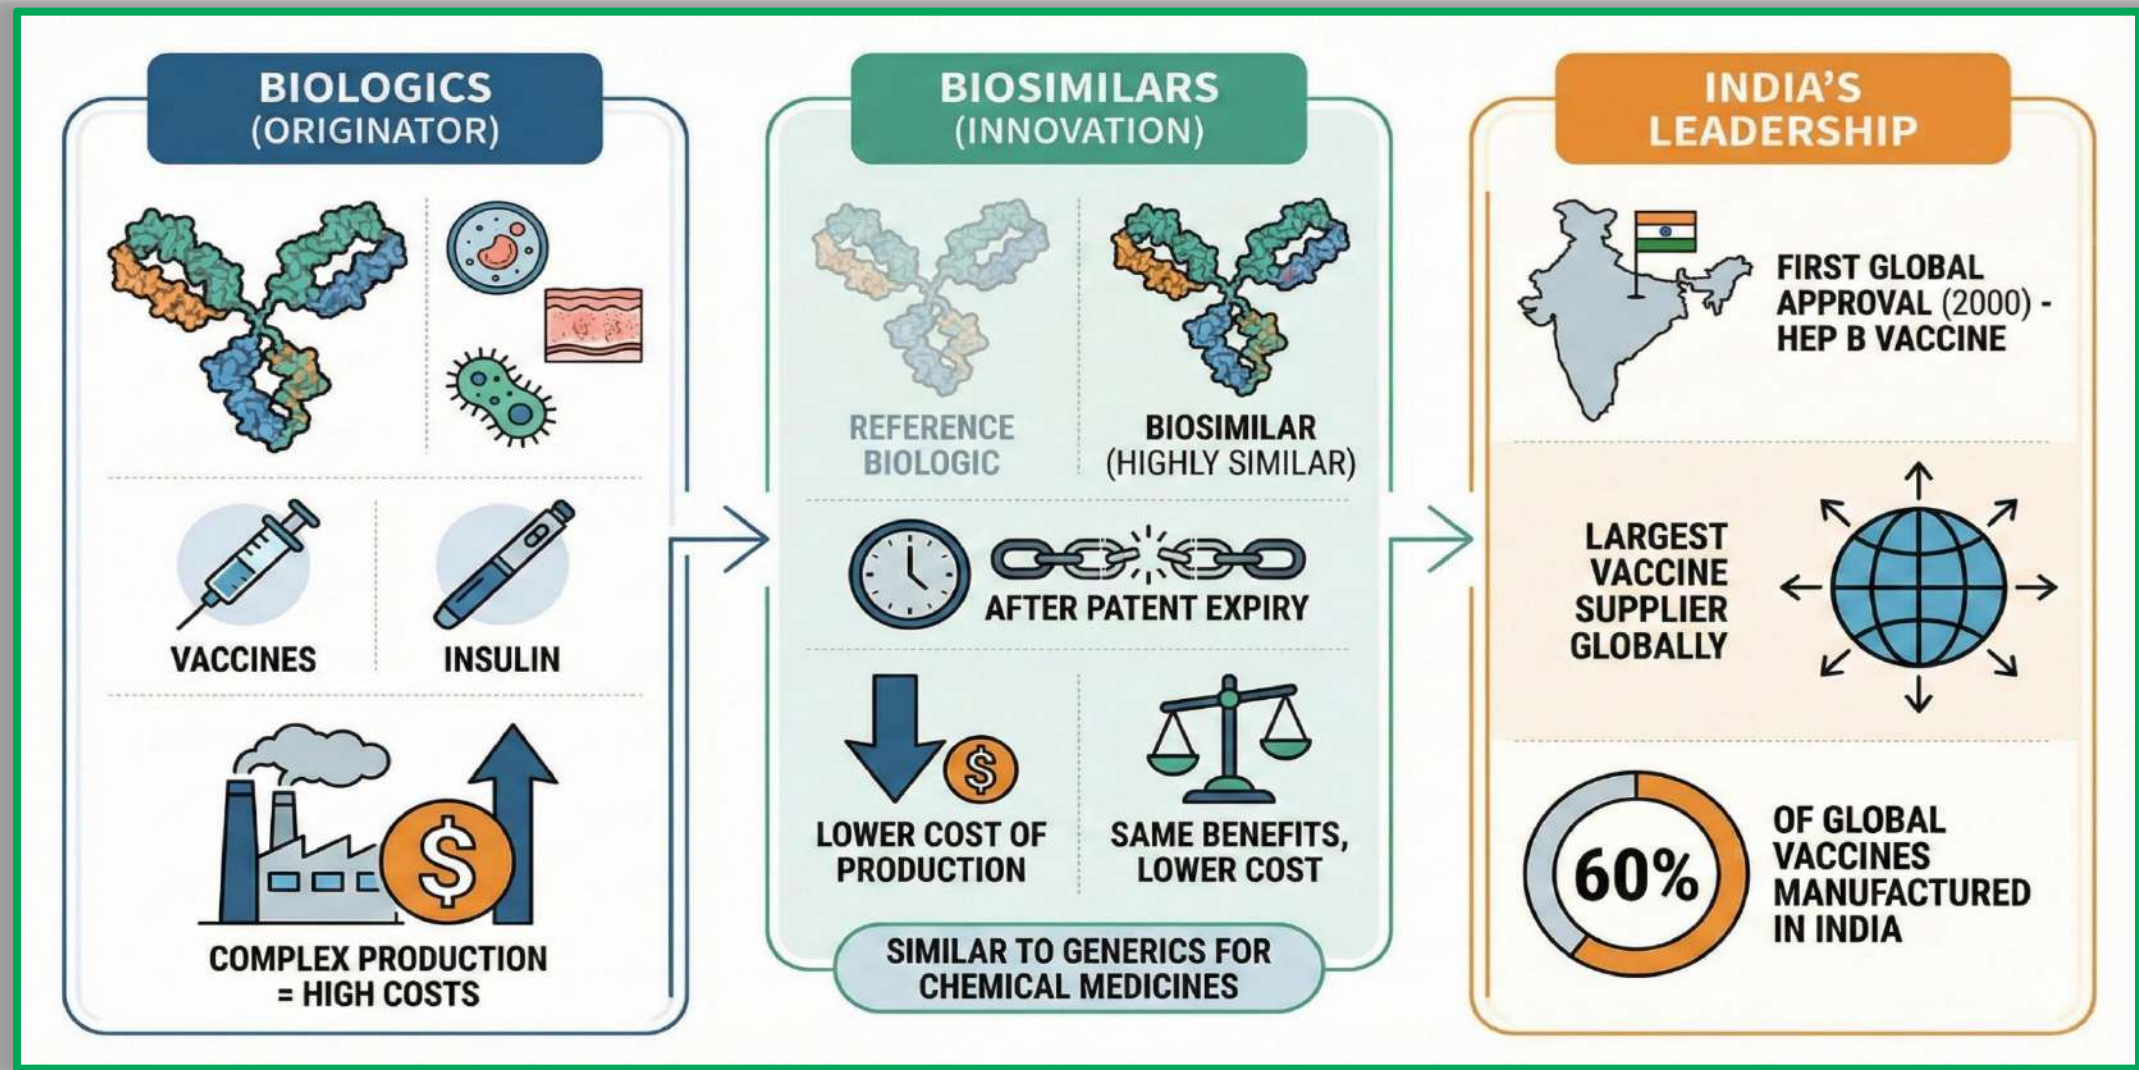 BIOLOGICS
(ORIGINATOR)
VACCINES
INSULIN
COMPLEX PRODUCTION
= HIGH COSTS
BIOSIMILARS
(INNOVATION)
REFERENCE
BIOLOGIC
BIOSIMILAR
(HIGHLY SIMILAR)
AFTER PATENT EXPIRY
LOWER COST OF
PRODUCTION
SAME BENEFITS,
LOWER COST
SIMILAR TO GENERICS FOR
CHEMICAL MEDICINES
INDIA'S
LEADERSHIP
FIRST GLOBAL
APPROVAL (2000) -
HEP B VACCINE
LARGEST
VACCINE
SUPPLIER
GLOBALLY
60%
OF GLOBAL
VACCINES
MANUFACTURED
IN INDIA